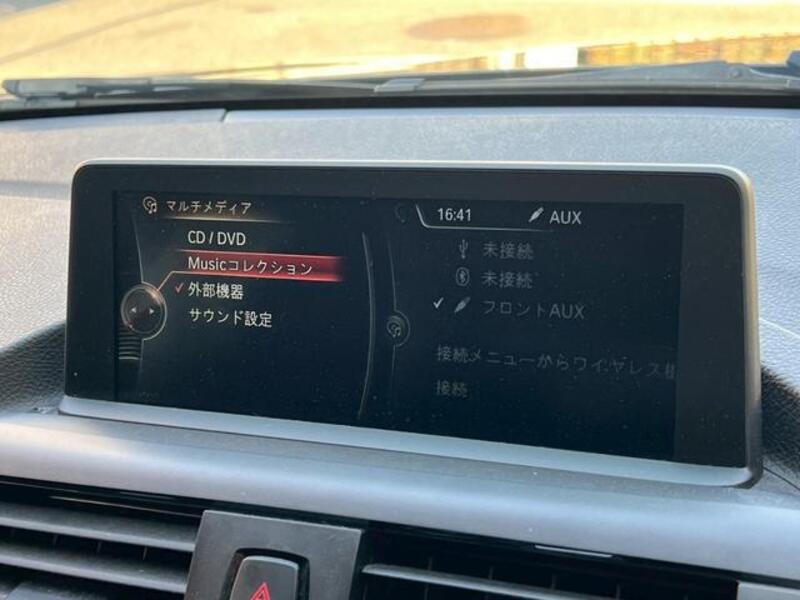 マルチメディア
CD / DVD
Musicコレクション
外部機器
サウンド設定
16:41
AUX
未接続
未接続
フロントAUX
接続メニューからワイヤレス
接続